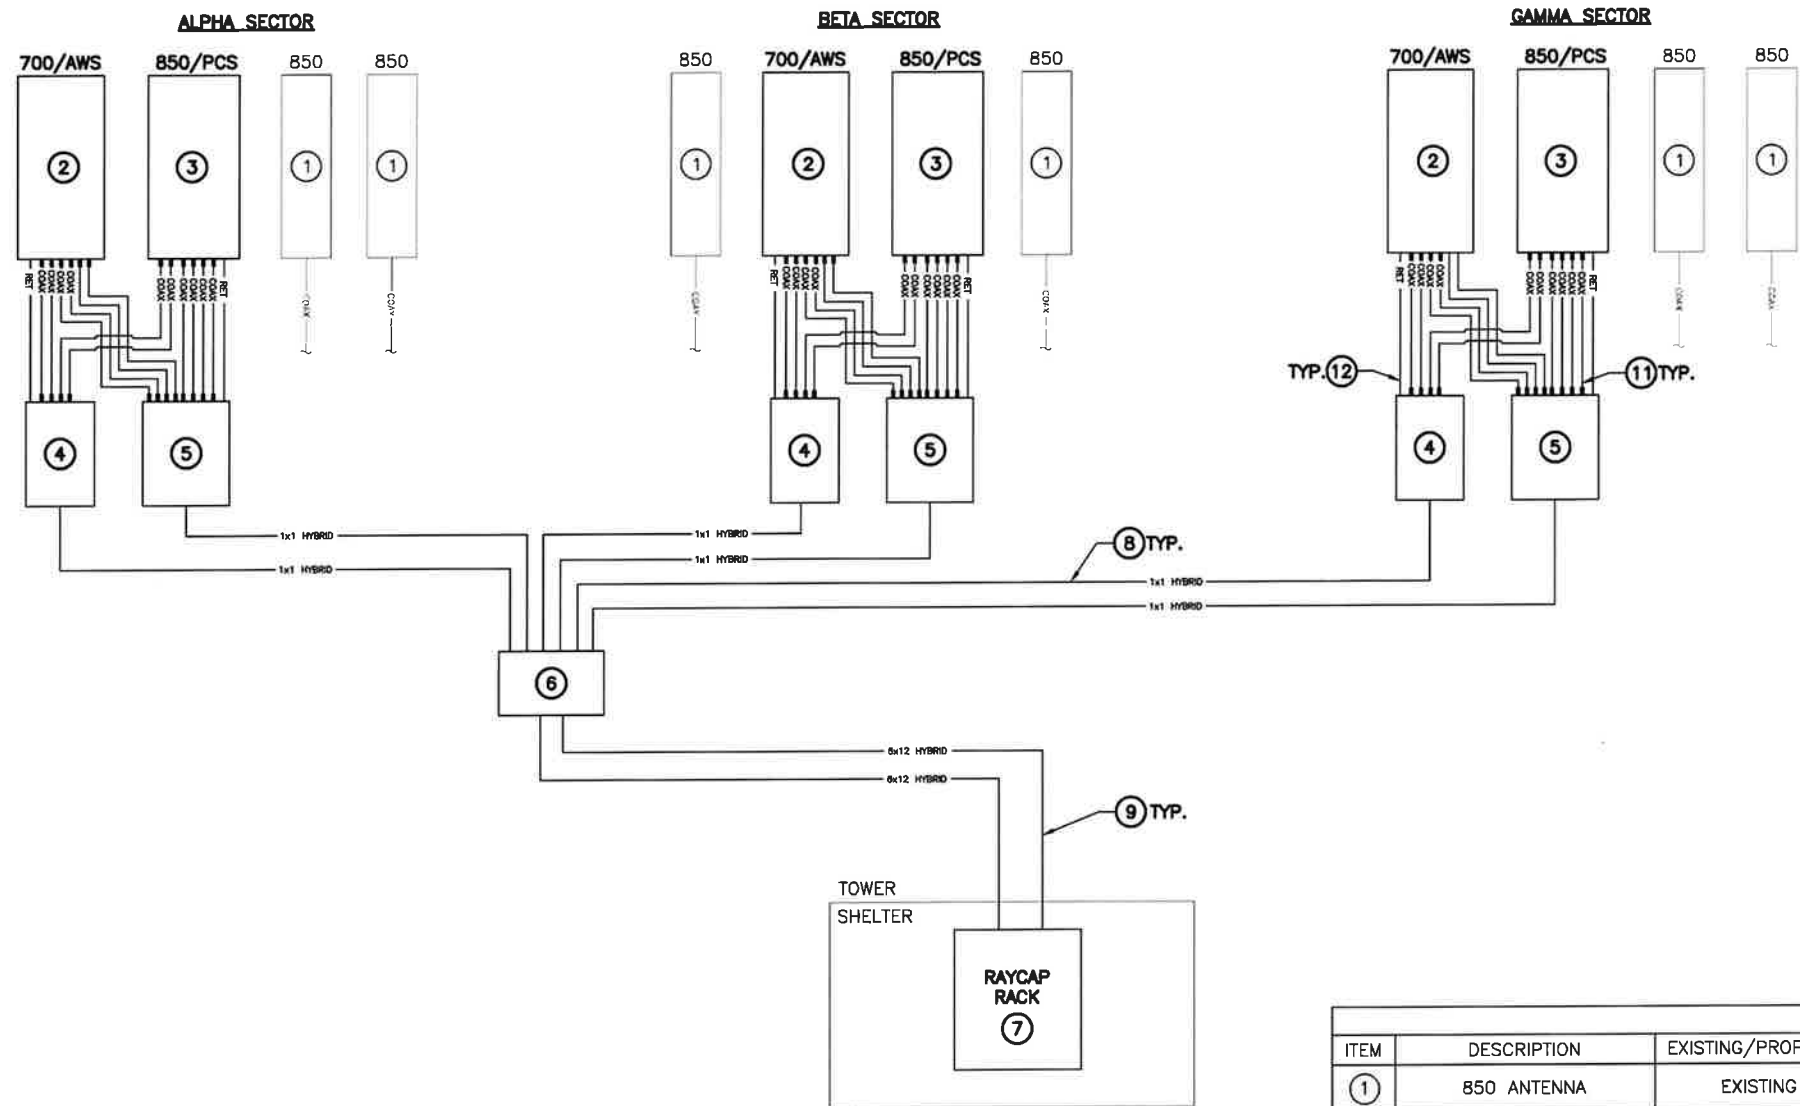 ALPHA SECTOR
BETA SECTOR
GAMMA SECTOR
700/AWS 850/PCS 850 850
850 700/AWS 850/PCS 850
700/AWS 850/PCS 850 850
2 3 1 1
1 2 3 1
2 3 1 1
RET COAX COAX COAX COAX COAX COAX COAX COAX COAX COAX RET COAX COAX
COAX RET COAX COAX COAX COAX COAX COAX COAX COAX COAX RET COAX
RET COAX COAX COAX COAX COAX COAX COAX COAX COAX COAX RET COAX COAX
TYP. 12
11 TYP.
4 5
4 5
4 5
1x1 HYBRID
1x1 HYBRID
1x1 HYBRID
1x1 HYBRID
8 TYP.
1x1 HYBRID
1x1 HYBRID
6
6x12 HYBRID
6x12 HYBRID
9 TYP.
TOWER
SHELTER
RAYCAP
RACK
7
ITEM DESCRIPTION EXISTING/PROP
1 850 ANTENNA EXISTING